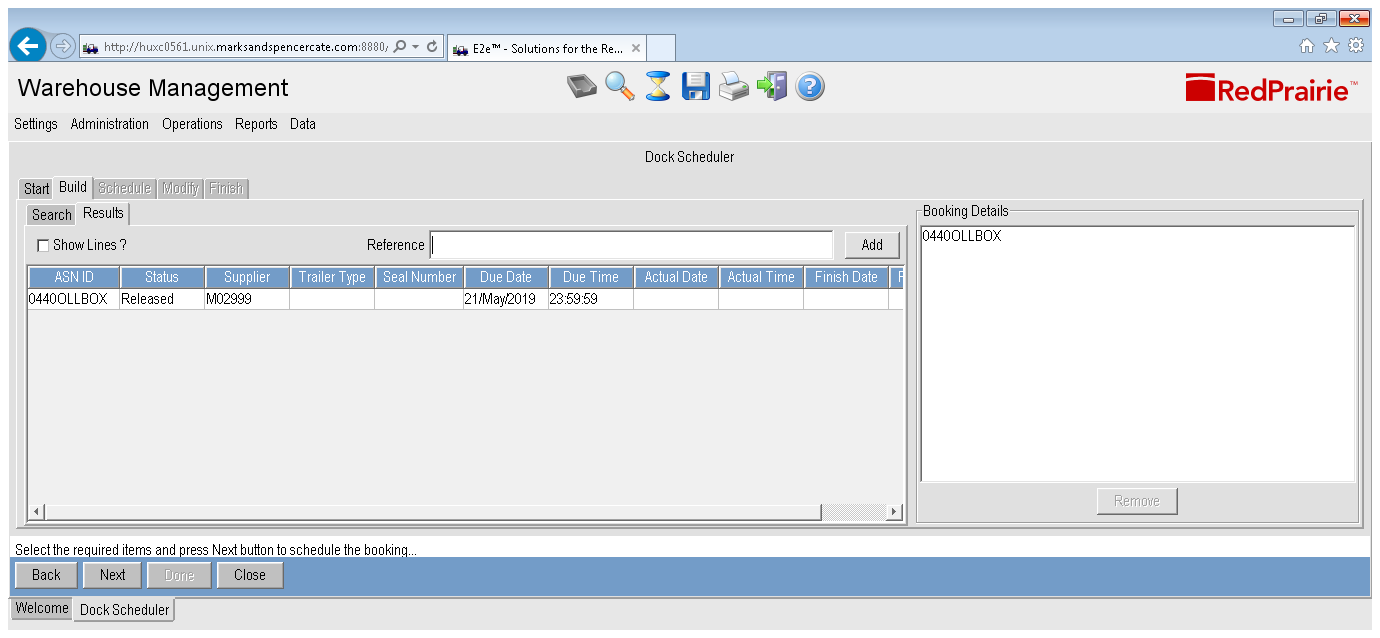 http://huxc0561.unix.marksandspencercate.com:8880/
E2e™ - Solutions for the Re...
Warehouse Management
RedPrairie™
Settings Administration Operations Reports Data
Dock Scheduler
Start Build Schedule Modify Finish
Search Results
Booking Details
Show Lines ? Reference Add
0440OLLBOX
ASN ID Status Supplier Trailer Type Seal Number Due Date Due Time Actual Date Actual Time Finish Date F
0440OLLBOX Released M02999 21/May/2019 23:59:59
Remove
Select the required items and press Next button to schedule the booking...
Back Next Done Close
Welcome Dock Scheduler